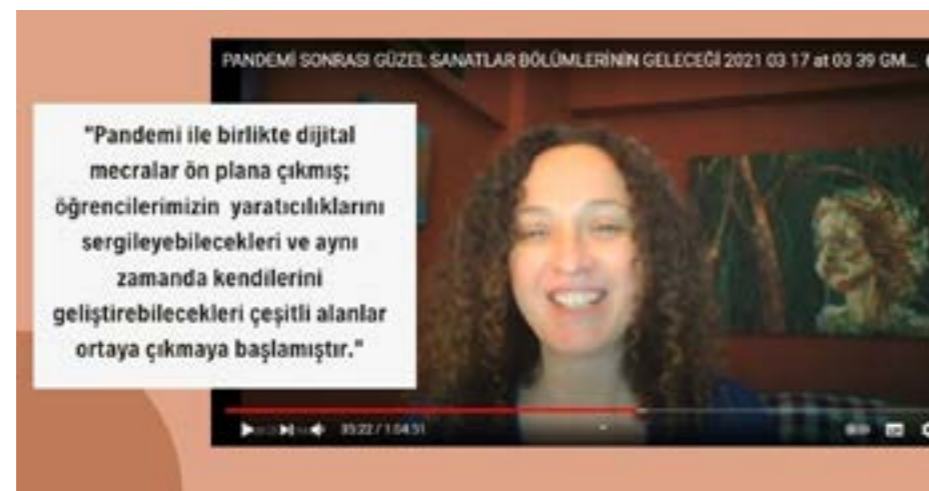 PANDEMİ SONRASI GÜZEL SANATLAR BÖLÜMLERİNİN GELECEĞİ 2021 03 17 at 03 39 GM...
"Pandemi ile birlikte dijital
mecralar ön plana çıkmış;
öğrencilerimizin yaratıcılıklarını
sergileyebilecekleri ve aynı
zamanda kendilerini
geliştirebilecekleri çeşitli alanlar
ortaya çıkmaya başlamıştır."
35:22 / 1:04:51